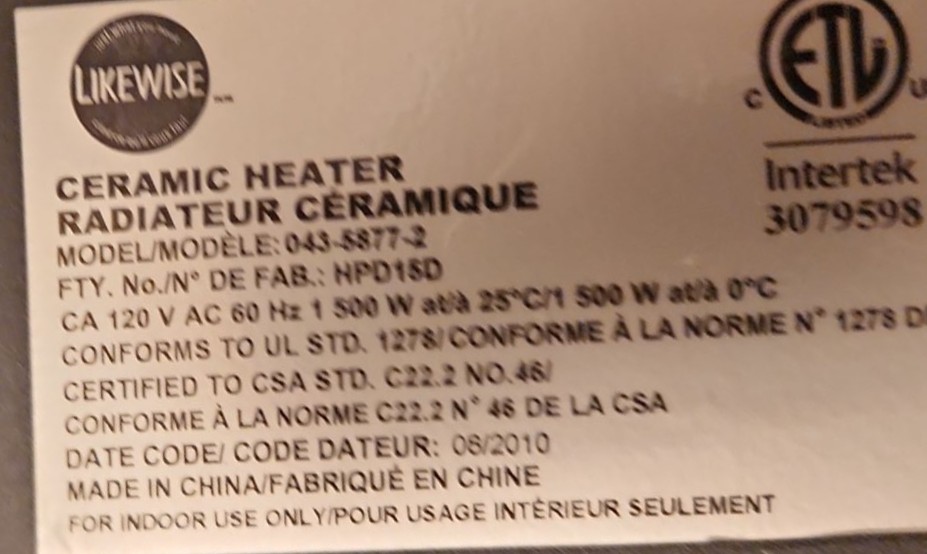 LIKEWISE
™
ETL
LISTED
C
U
Intertek
3079598
CERAMIC HEATER
RADIATEUR CÉRAMIQUE
MODEL/MODÈLE: 043-5877-2
FTY. No./N° DE FAB.: HPD15D
CA 120 V AC 60 Hz 1 500 W at/à 25°C/1 500 W at/à 0°C
CONFORMS TO UL STD. 1278/ CONFORME À LA NORME N° 1278 D
CERTIFIED TO CSA STD. C22.2 NO.46/
CONFORME À LA NORME C22.2 N° 46 DE LA CSA
DATE CODE/ CODE DATEUR: 06/2010
MADE IN CHINA/FABRIQUÉ EN CHINE
FOR INDOOR USE ONLY/POUR USAGE INTÉRIEUR SEULEMENT